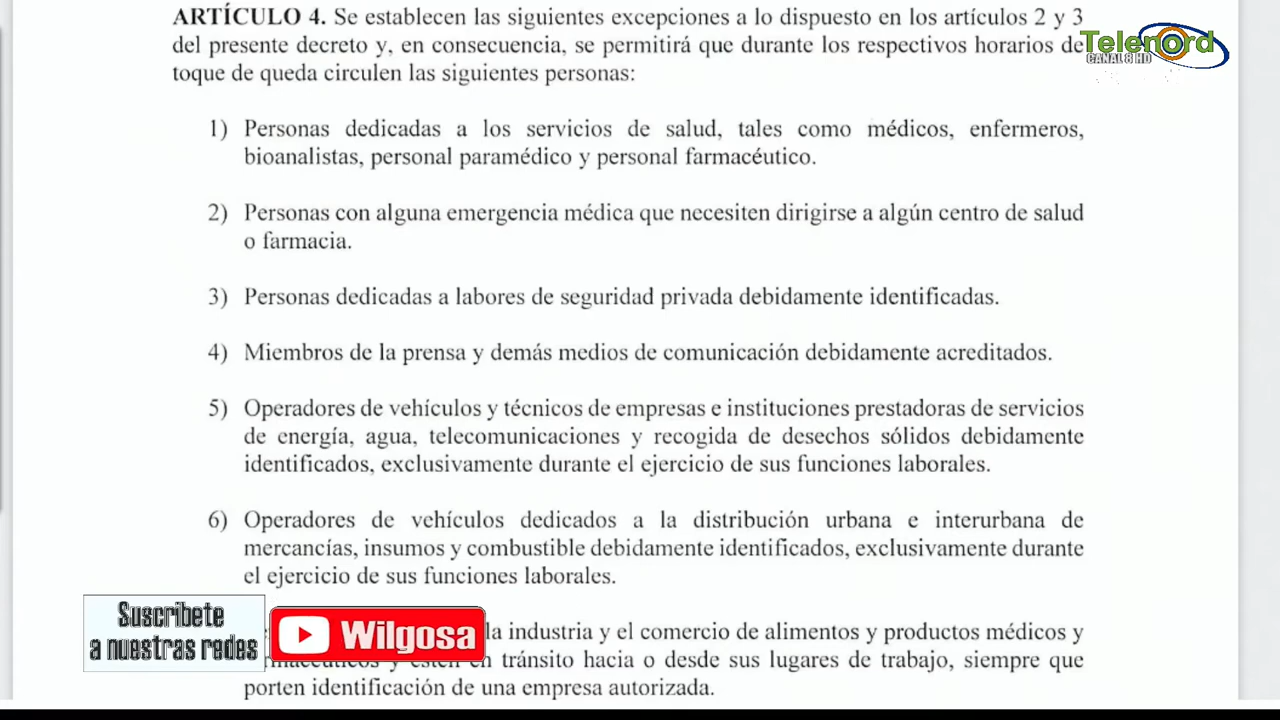 ARTÍCULO 4. Se establecen las siguientes excepciones a lo dispuesto en los artículos 2 y 3
del presente decreto y, en consecuencia, se permitirá que durante los respectivos horarios de
toque de queda circulen las siguientes personas:
Telenord
CANAL 8 HD
1) Personas dedicadas a los servicios de salud, tales como médicos, enfermeros,
bioanalistas, personal paramédico y personal farmacéutico.
2) Personas con alguna emergencia médica que necesiten dirigirse a algún centro de salud
o farmacia.
3) Personas dedicadas a labores de seguridad privada debidamente identificadas.
4) Miembros de la prensa y demás medios de comunicación debidamente acreditados.
5) Operadores de vehículos y técnicos de empresas e instituciones prestadoras de servicios
de energía, agua, telecomunicaciones y recogida de desechos sólidos debidamente
identificados, exclusivamente durante el ejercicio de sus funciones laborales.
6) Operadores de vehículos dedicados a la distribución urbana e interurbana de
mercancías, insumos y combustible debidamente identificados, exclusivamente durante
el ejercicio de sus funciones laborales.
la industria y el comercio de alimentos y productos médicos y
en tránsito hacia o desde sus lugares de trabajo, siempre que
porten identificación de una empresa autorizada.
Suscríbete
a nuestras redes
Wilgosa